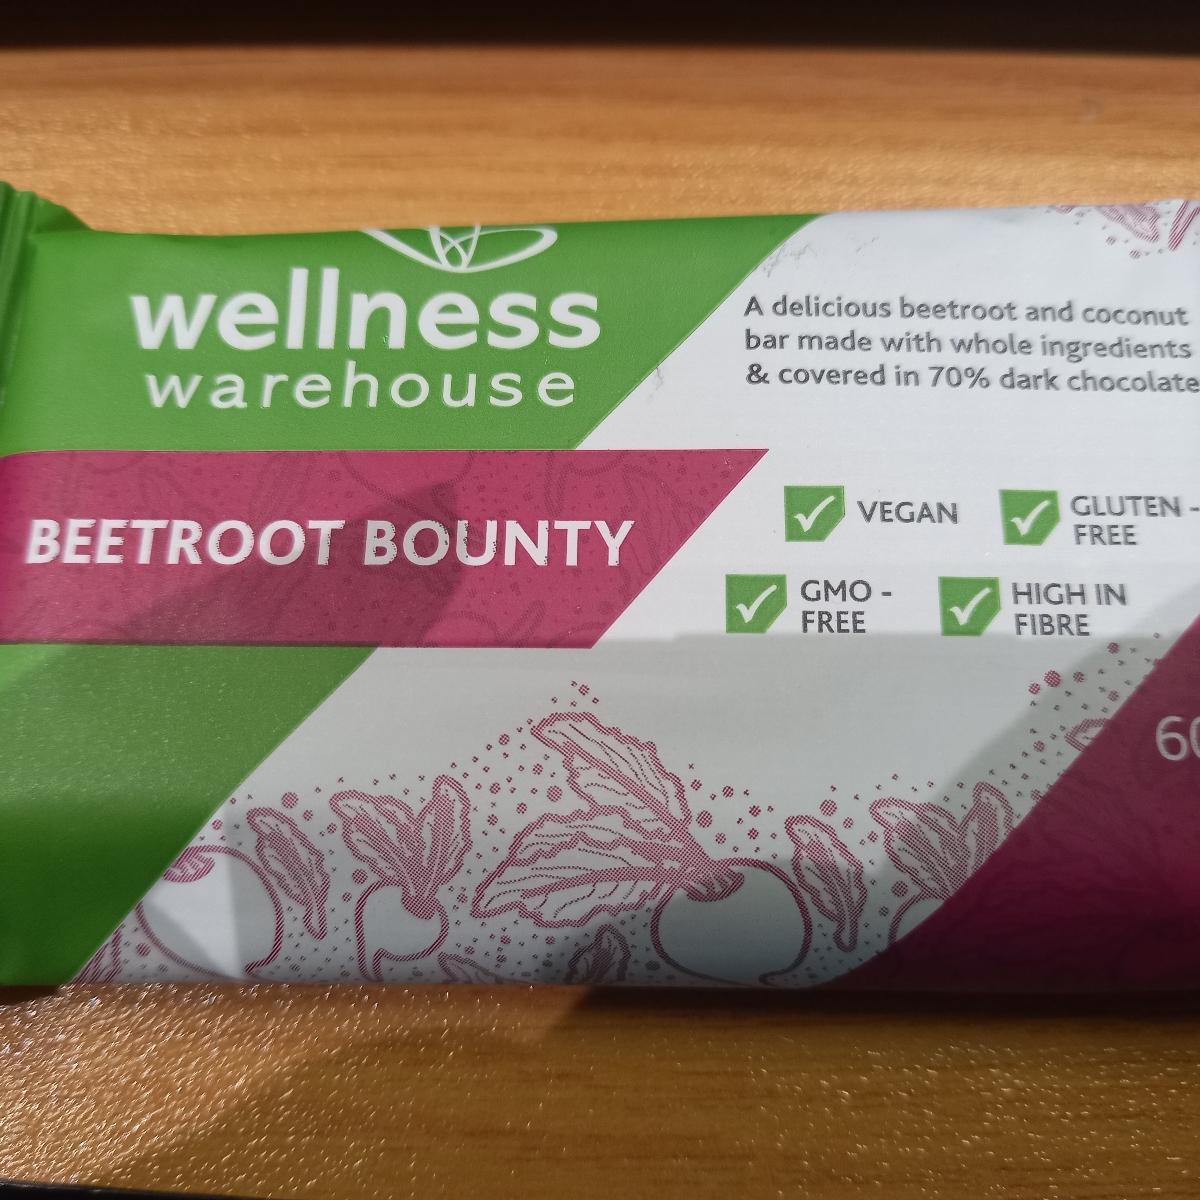 wellness
warehouse
BEETROOT BOUNTY
A delicious beetroot and coconut
bar made with whole ingredients
& covered in 70% dark chocolate
VEGAN
GLUTEN -
FREE
GMO -
FREE
HIGH IN
FIBRE
60